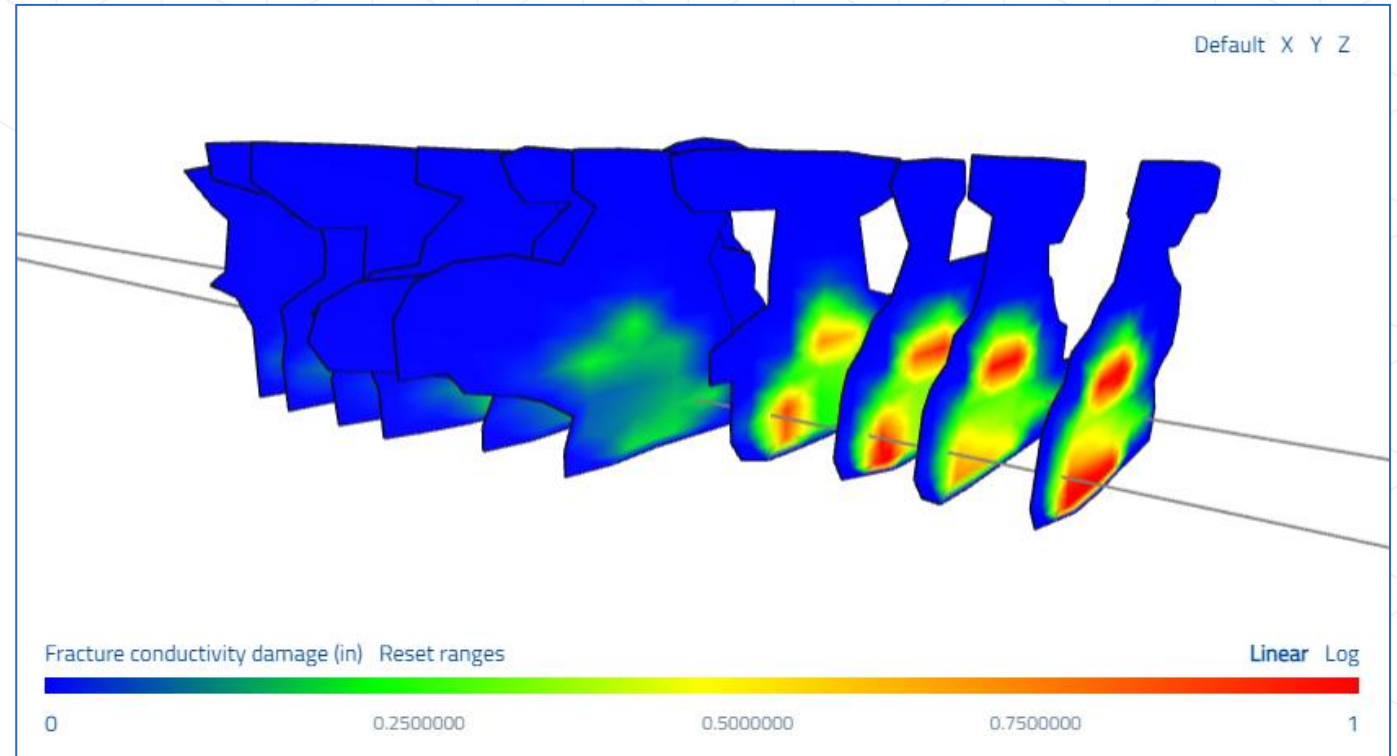 Default X Y Z
Fracture conductivity damage (in) Reset ranges Linear Log
0 0.2500000 0.5000000 0.7500000 1